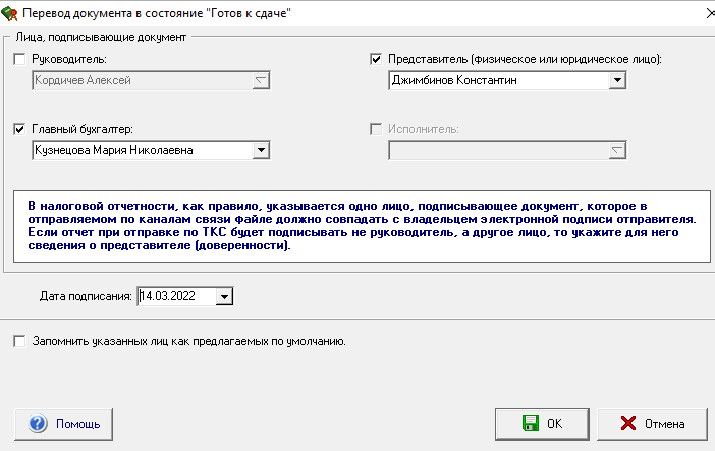 Перевод документа в состояние "Готов к сдаче"
Лица, подписывающие документ
Руководитель:
Представитель (физическое или юридическое лицо):
Кордичев Алексей
Джимбинов Константин
Главный бухгалтер:
Исполнитель:
Кузнецова Мария Николаевна
В налоговой отчетности, как правило, указывается одно лицо, подписывающее документ, которое в
отправляемом по каналам связи файле должно совпадать с владельцем электронной подписи отправителя.
Если отчет при отправке по ТКС будет подписывать не руководитель, а другое лицо, то укажите для него
сведения о представителе (доверенности).
Дата подписания: 14.03.2022
Запомнить указанных лиц как предлагаемых по умолчанию.
Помощь
OK
Отмена